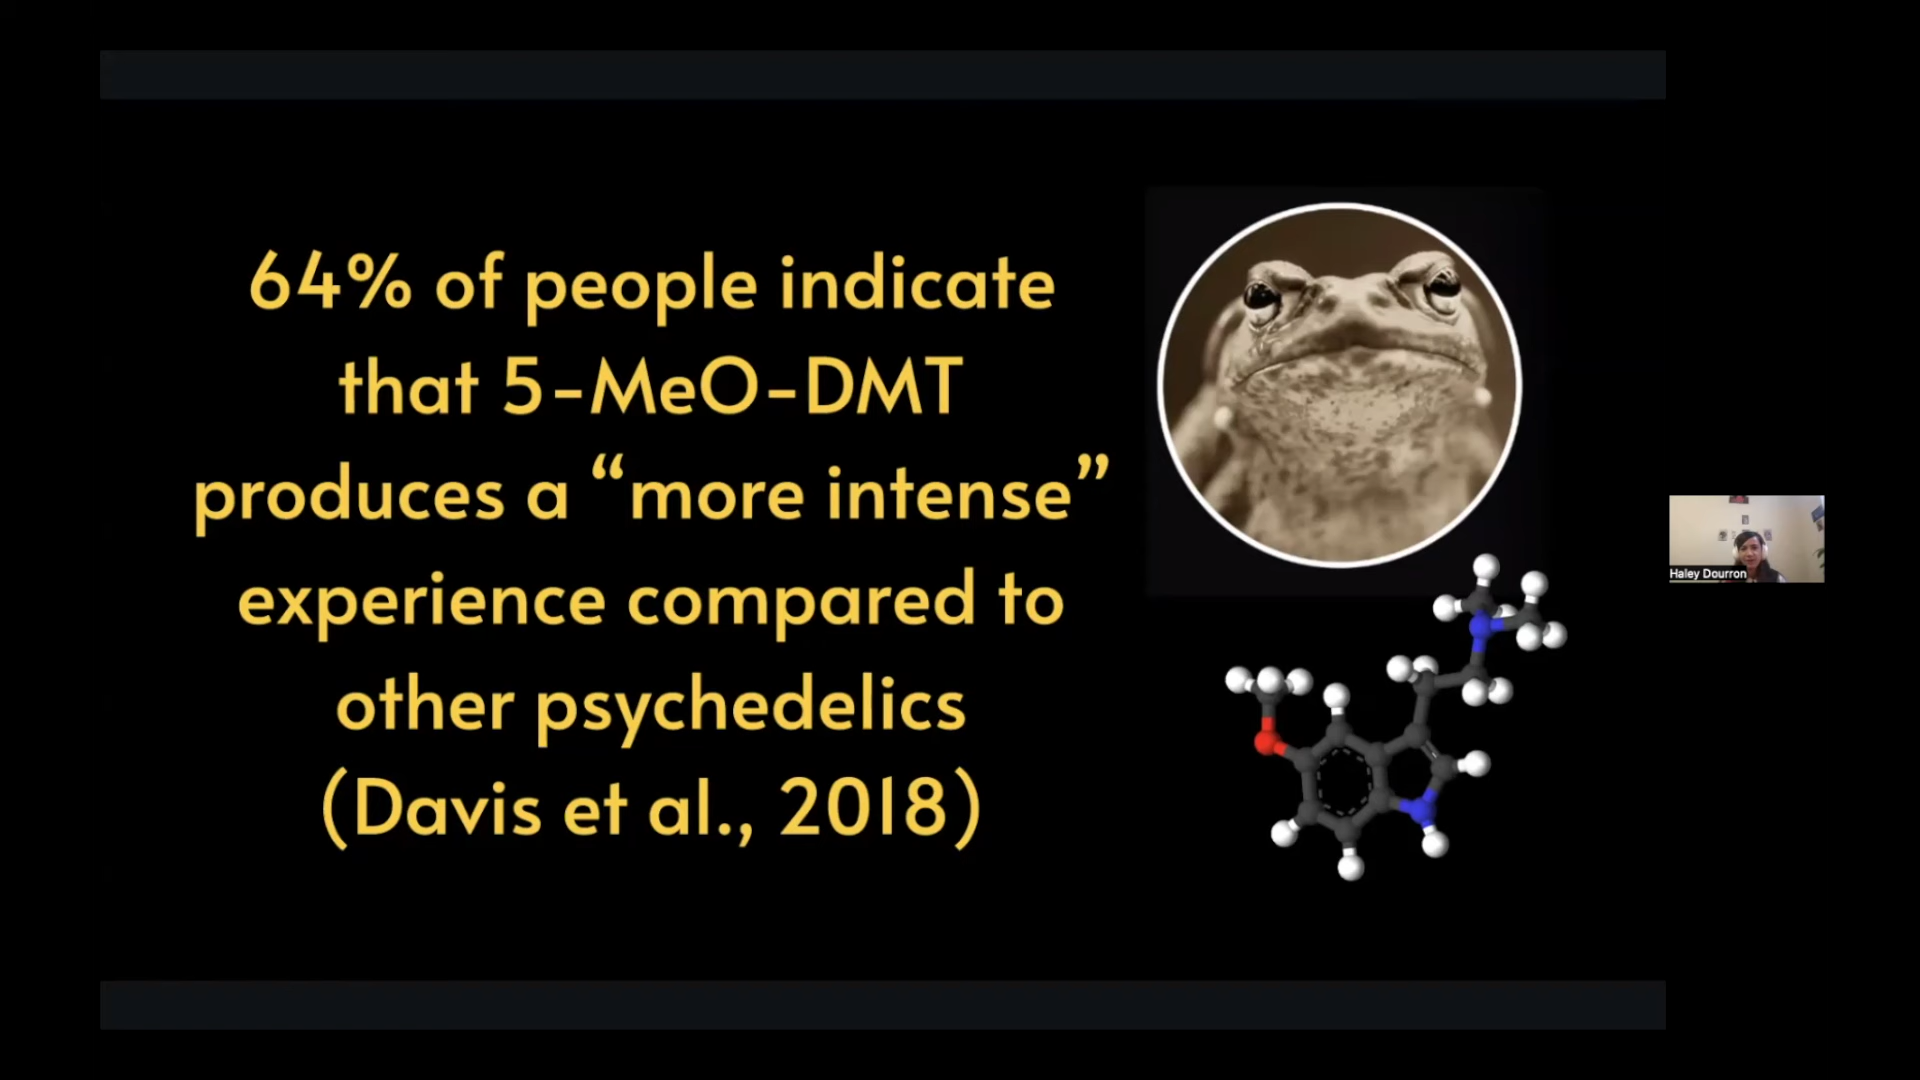 64% of people indicate
that 5-MeO-DMT
produces a “more intense”
experience compared to
other psychedelics
(Davis et al., 2018)
Haley Dourron